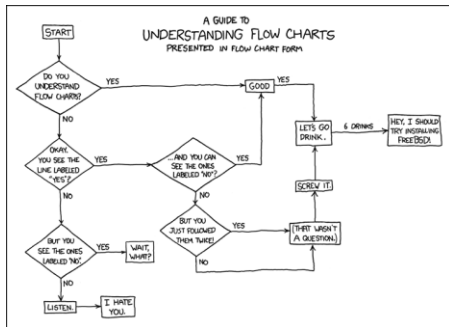 A GUIDE TO
UNDERSTANDING FLOW CHARTS
PRESENTED IN FLOW CHART FORM
START
DO YOU
UNDERSTAND
FLOW CHARTS?
YES
GOOD
YES
LET'S GO
DRINK.
6 DRINKS
HEY, I SHOULD
TRY INSTALLING
FREEBSD!
NO
OKAY.
YOU SEE THE
LINE LABELED
"YES"?
YES
...AND YOU CAN
SEE THE ONES
LABELED "NO"?
YES
NO
BUT YOU
JUST FOLLOWED
THEM TWICE!
YES
(THAT WASN'T
A QUESTION.)
NO
SCREW IT.
NO
BUT YOU
SEE THE ONES
LABELED "NO".
YES
WAIT,
WHAT?
NO
LISTEN.
I HATE
YOU.